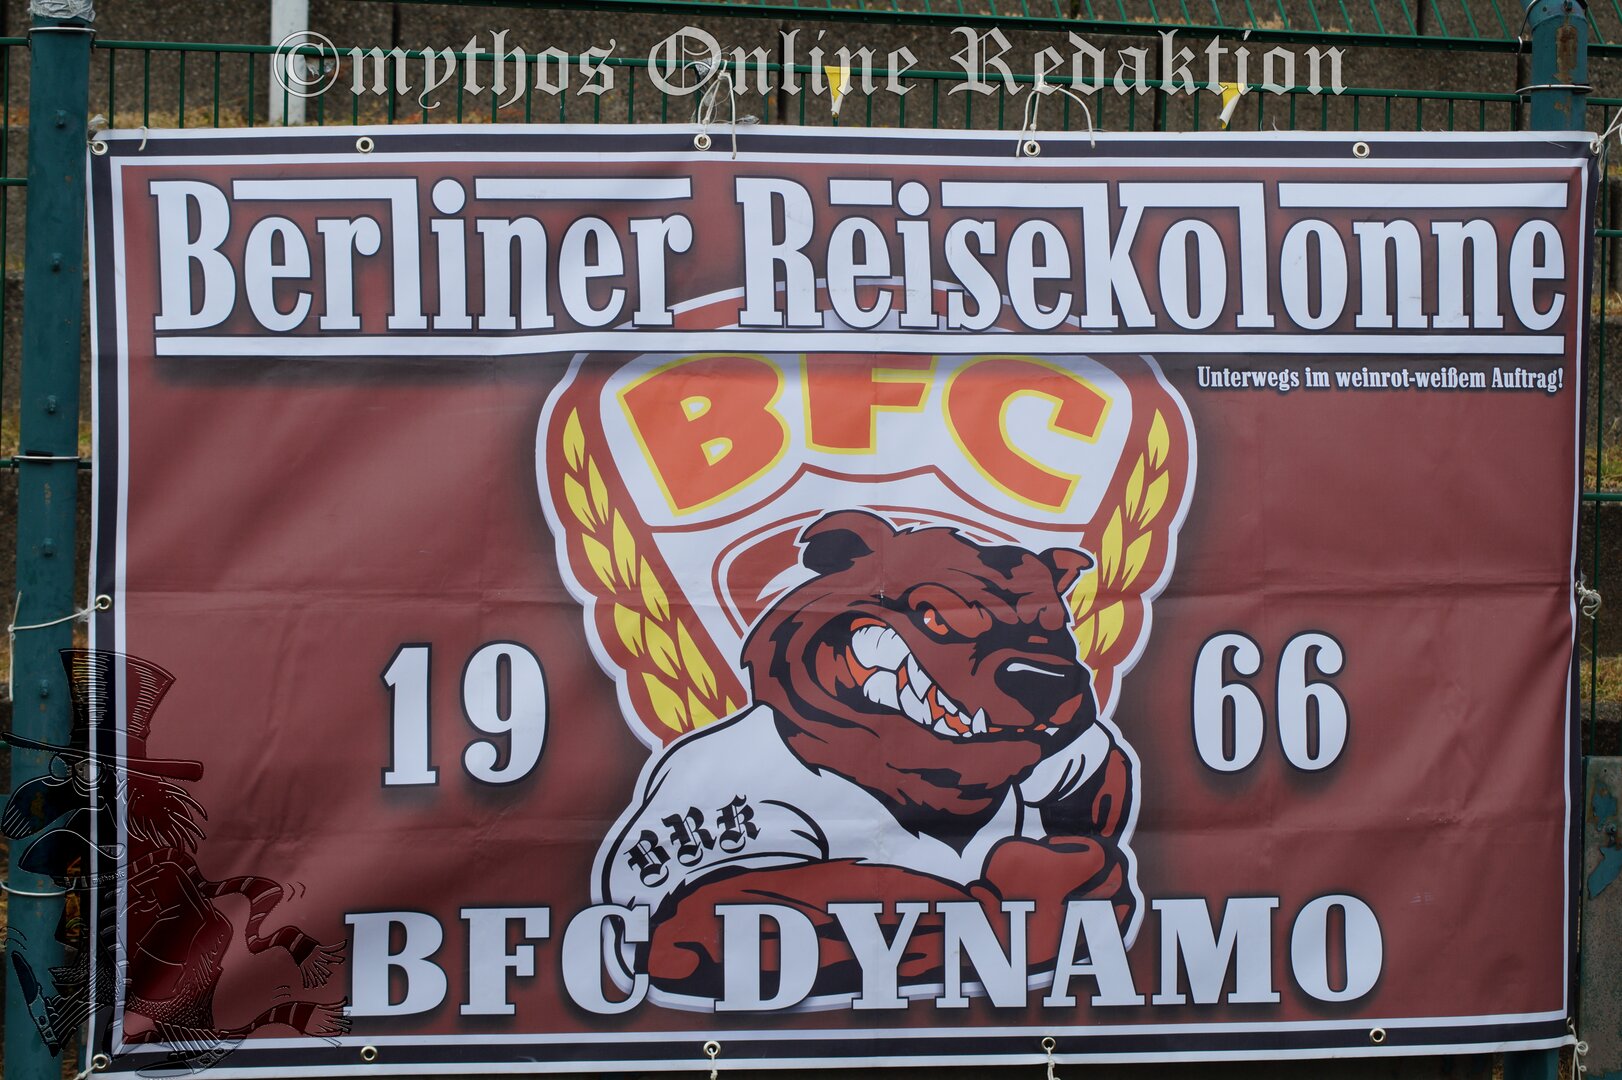 ©mythos Online Redaktion
Berliner Reisekolonne
Unterwegs im weinrot-weißem Auftrag!
BFC
19 66
BRK
BFC DYNAMO